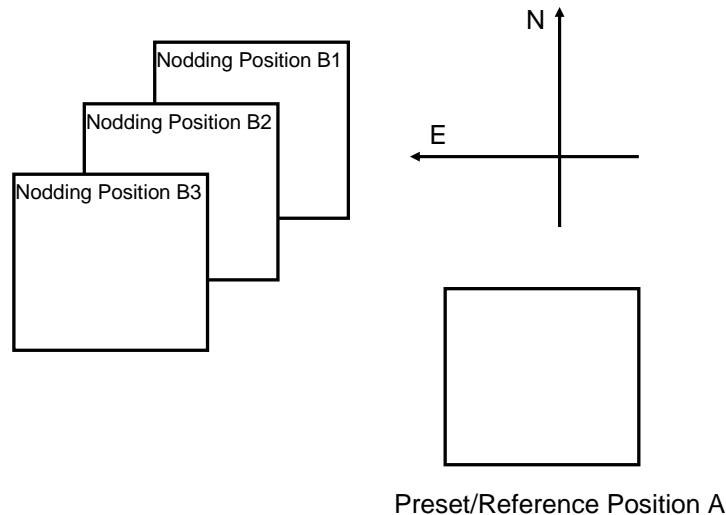 N
Nodding Position B1
Nodding Position B2
E
Nodding Position B3
Preset/Reference Position A